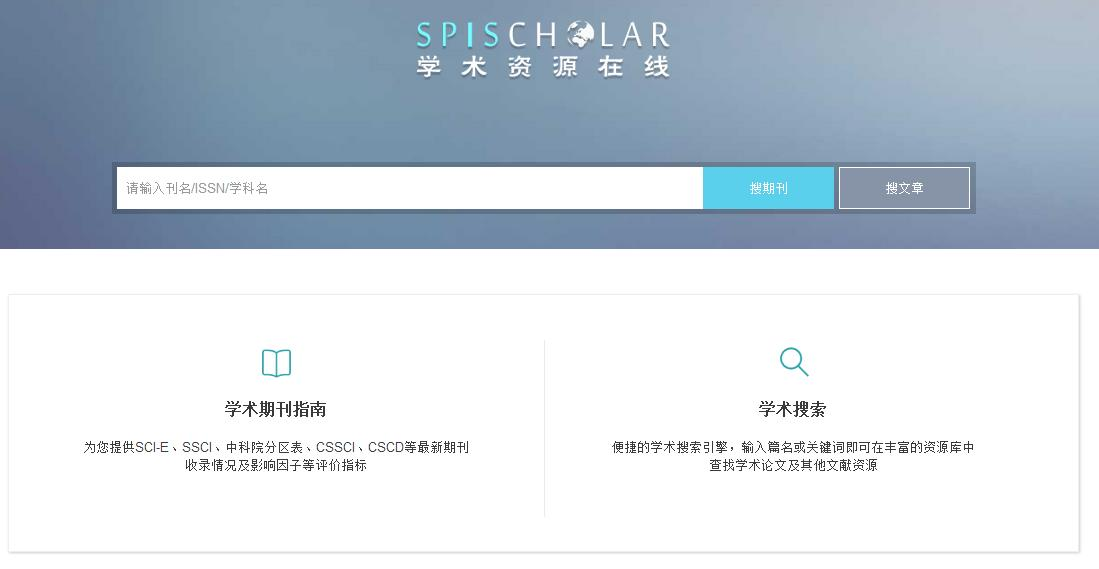 SPISCHOLAR
学术资源在线
请输入刊名/ISSN/学科名
搜期刊
搜文章
学术期刊指南
为您提供SCI-E、SSCI、中科院分区表、CSSCI、CSCD等最新期刊
收录情况及影响因子等评价指标
学术搜索
便捷的学术搜索引擎，输入篇名或关键词即可在丰富的资源库中
查找学术论文及其他文献资源